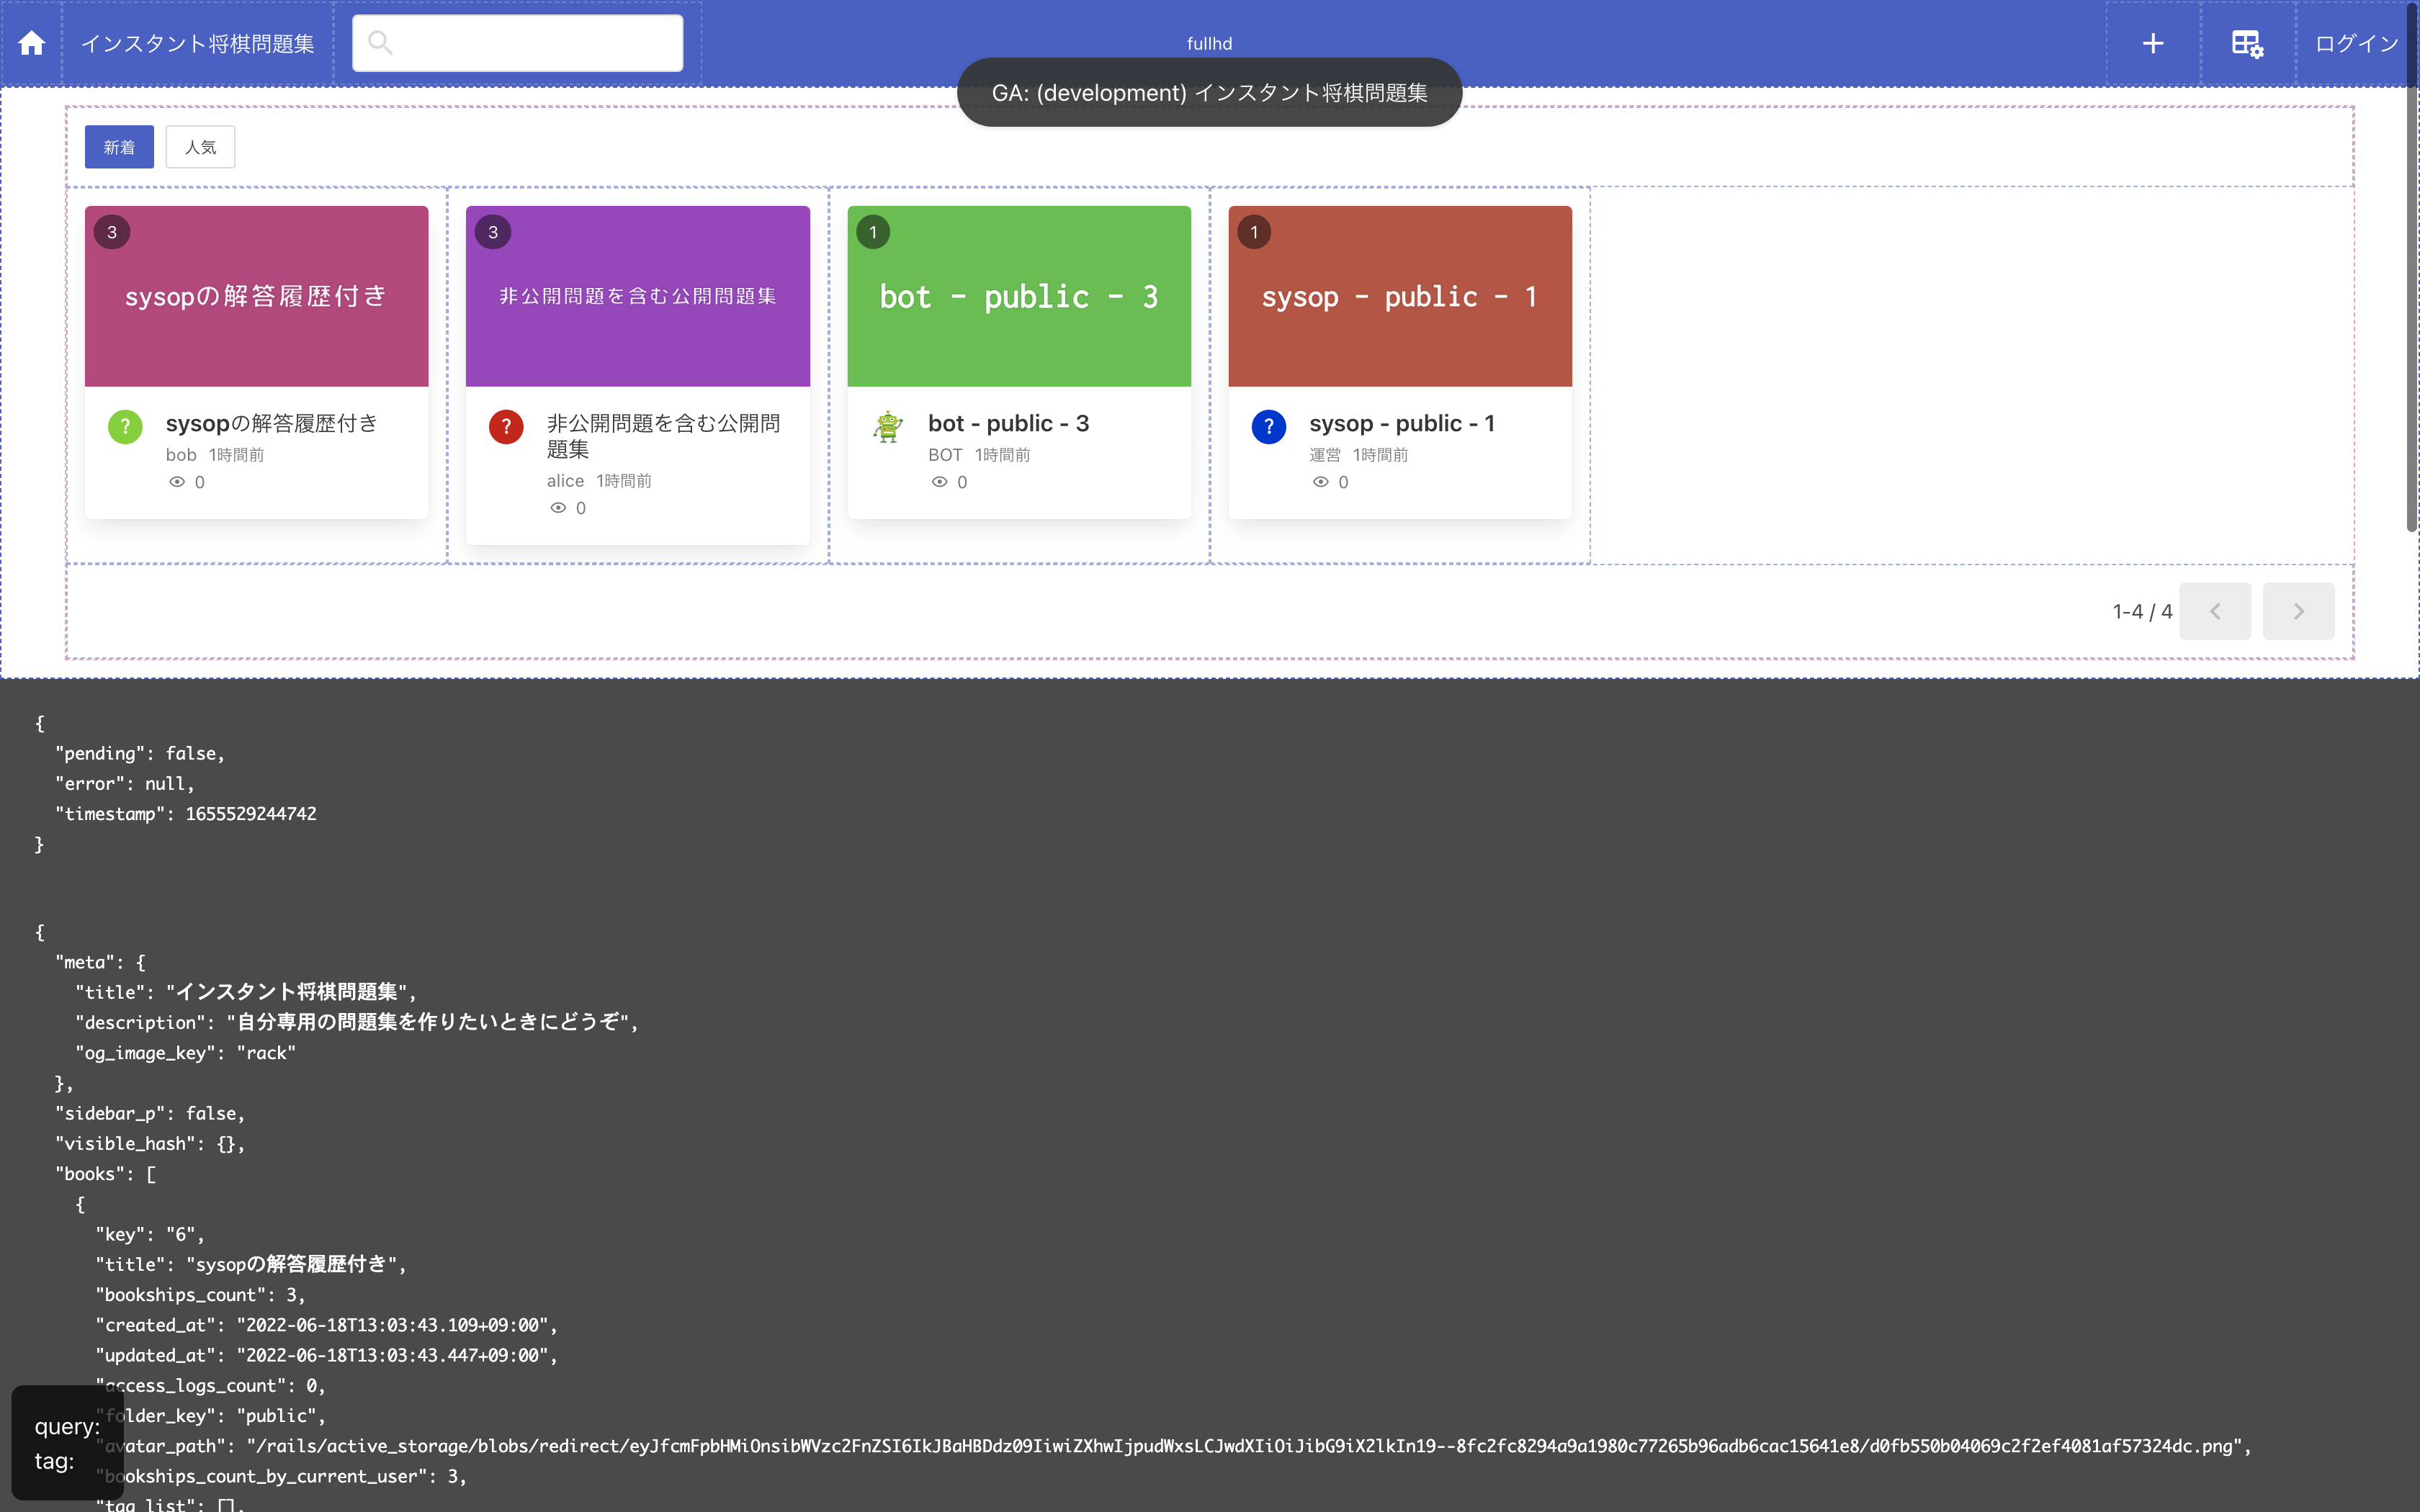 インスタント将棋問題集
fullhd
ログイン
GA: (development) インスタント将棋問題集
新着
人気
3
sysopの解答履歴付き
sysopの解答履歴付き
bob 1時間前
0
3
非公開問題を含む公開問題集
非公開問題を含む公開問
題集
alice 1時間前
0
1
bot - public - 3
bot - public - 3
BOT 1時間前
0
1
sysop - public - 1
sysop - public - 1
運営 1時間前
0
1-4 / 4
{
"pending": false,
"error": null,
"timestamp": 1655529244742
}
{
"meta": {
"title": "インスタント将棋問題集",
"description": "自分専用の問題集を作りたいときにどうぞ",
"og_image_key": "rack"
},
"sidebar_p": false,
"visible_hash": {},
"books": [
{
"key": "6",
"title": "sysopの解答履歴付き",
"bookships_count": 3,
"created_at": "2022-06-18T13:03:43.109+09:00",
"updated_at": "2022-06-18T13:03:43.447+09:00",
"access_logs_count": 0,
"folder_key": "public",
"avatar_path": "/rails/active_storage/blobs/redirect/eyJfcmFpbHMiOnsibWVzc2FnZSI6IkJBaHBDdz09IiwiZXhwIjpudWxsLCJwdXIiOiJibG9iX2lkIn19--8fc2fc8294a9a1980c77265b96adb6cac15641e8/d0fb550b04069c2f2ef4081af57324dc.png",
"bookships_count_by_current_user": 3,
"tag_list": [],
query:
tag: